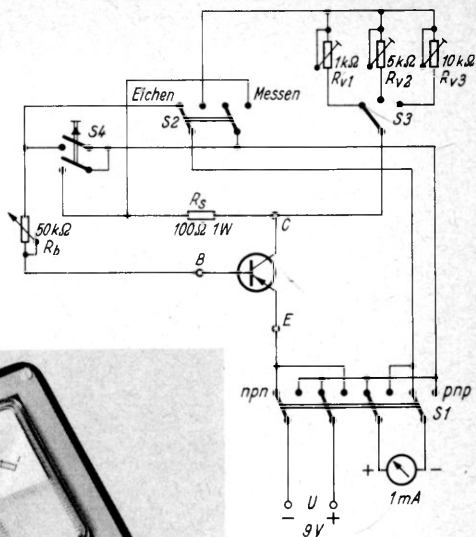 1kΩ
Rv1
5kΩ
Rv2
10kΩ
Rv3
Eichen
Messen
S2
S3
S4
Rs
100Ω 1W
C
50kΩ
Rb
B
E
npn
pnp
S1
+
−
1mA
− U +
9V